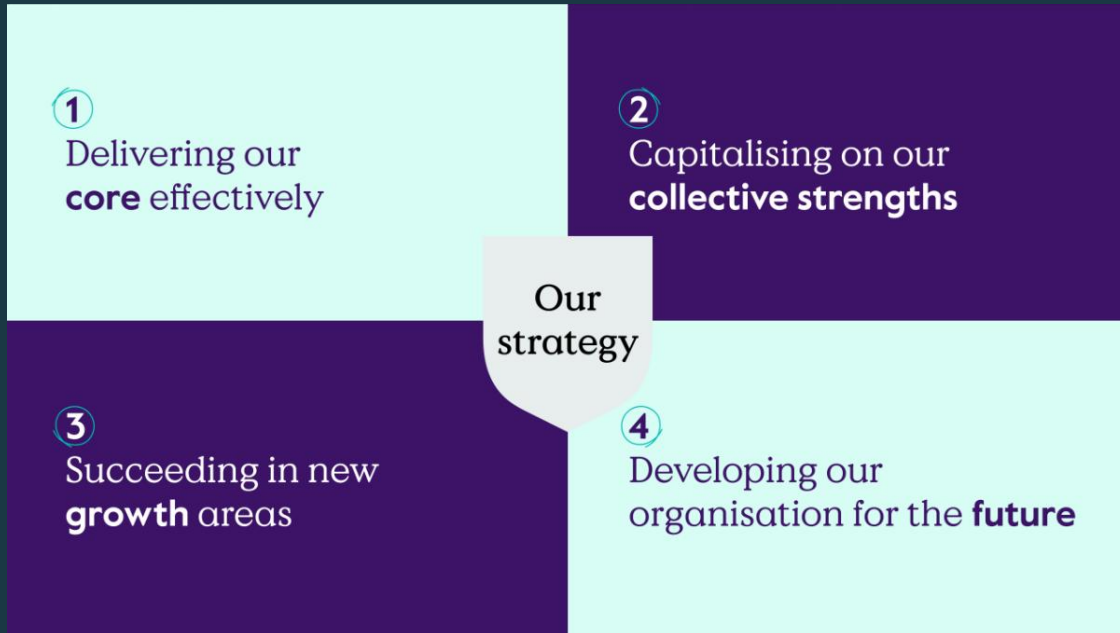 1
Delivering our
core effectively
2
Capitalising on our
collective strengths
Our
strategy
3
Succeeding in new
growth areas
4
Developing our
organisation for the future